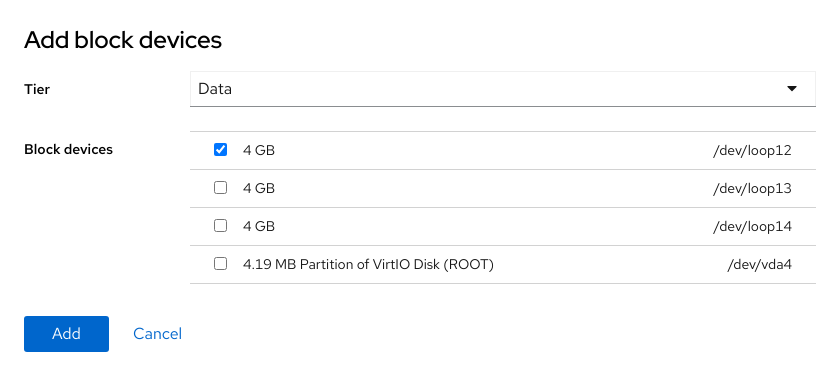 Add block devices
Tier Data
Block devices
4 GB /dev/loop12
4 GB /dev/loop13
4 GB /dev/loop14
4.19 MB Partition of VirtIO Disk (ROOT) /dev/vda4
Add Cancel